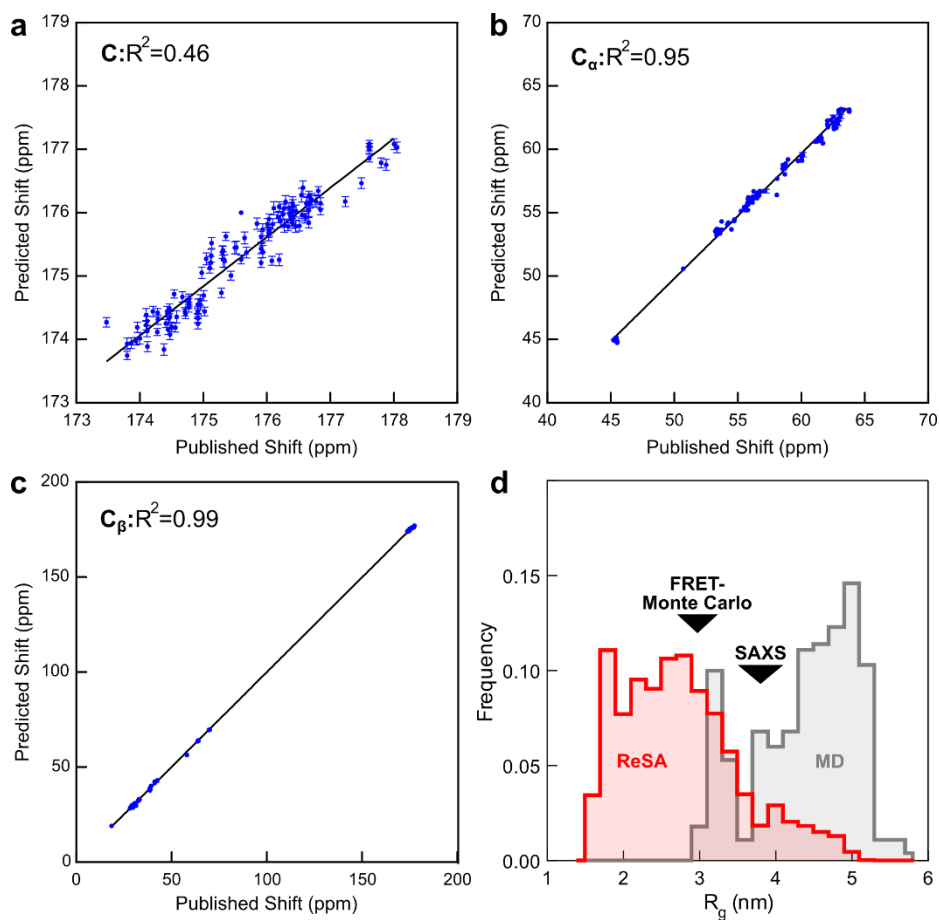 a
C:R²=0.46
179
178
177
176
175
174
173
Predicted Shift (ppm)
173 174 175 176 177 178 179
Published Shift (ppm)
b
Cα:R²=0.95
70
65
60
55
50
45
40
Predicted Shift (ppm)
40 45 50 55 60 65 70
Published Shift (ppm)
c
Cβ:R²=0.99
200
150
100
50
0
Predicted Shift (ppm)
0 50 100 150 200
Published Shift (ppm)
d
FRET-
Monte Carlo
SAXS
ReSA
MD
0.15
0.10
0.05
0.00
Frequency
1 2 3 4 5 6
Rg (nm)